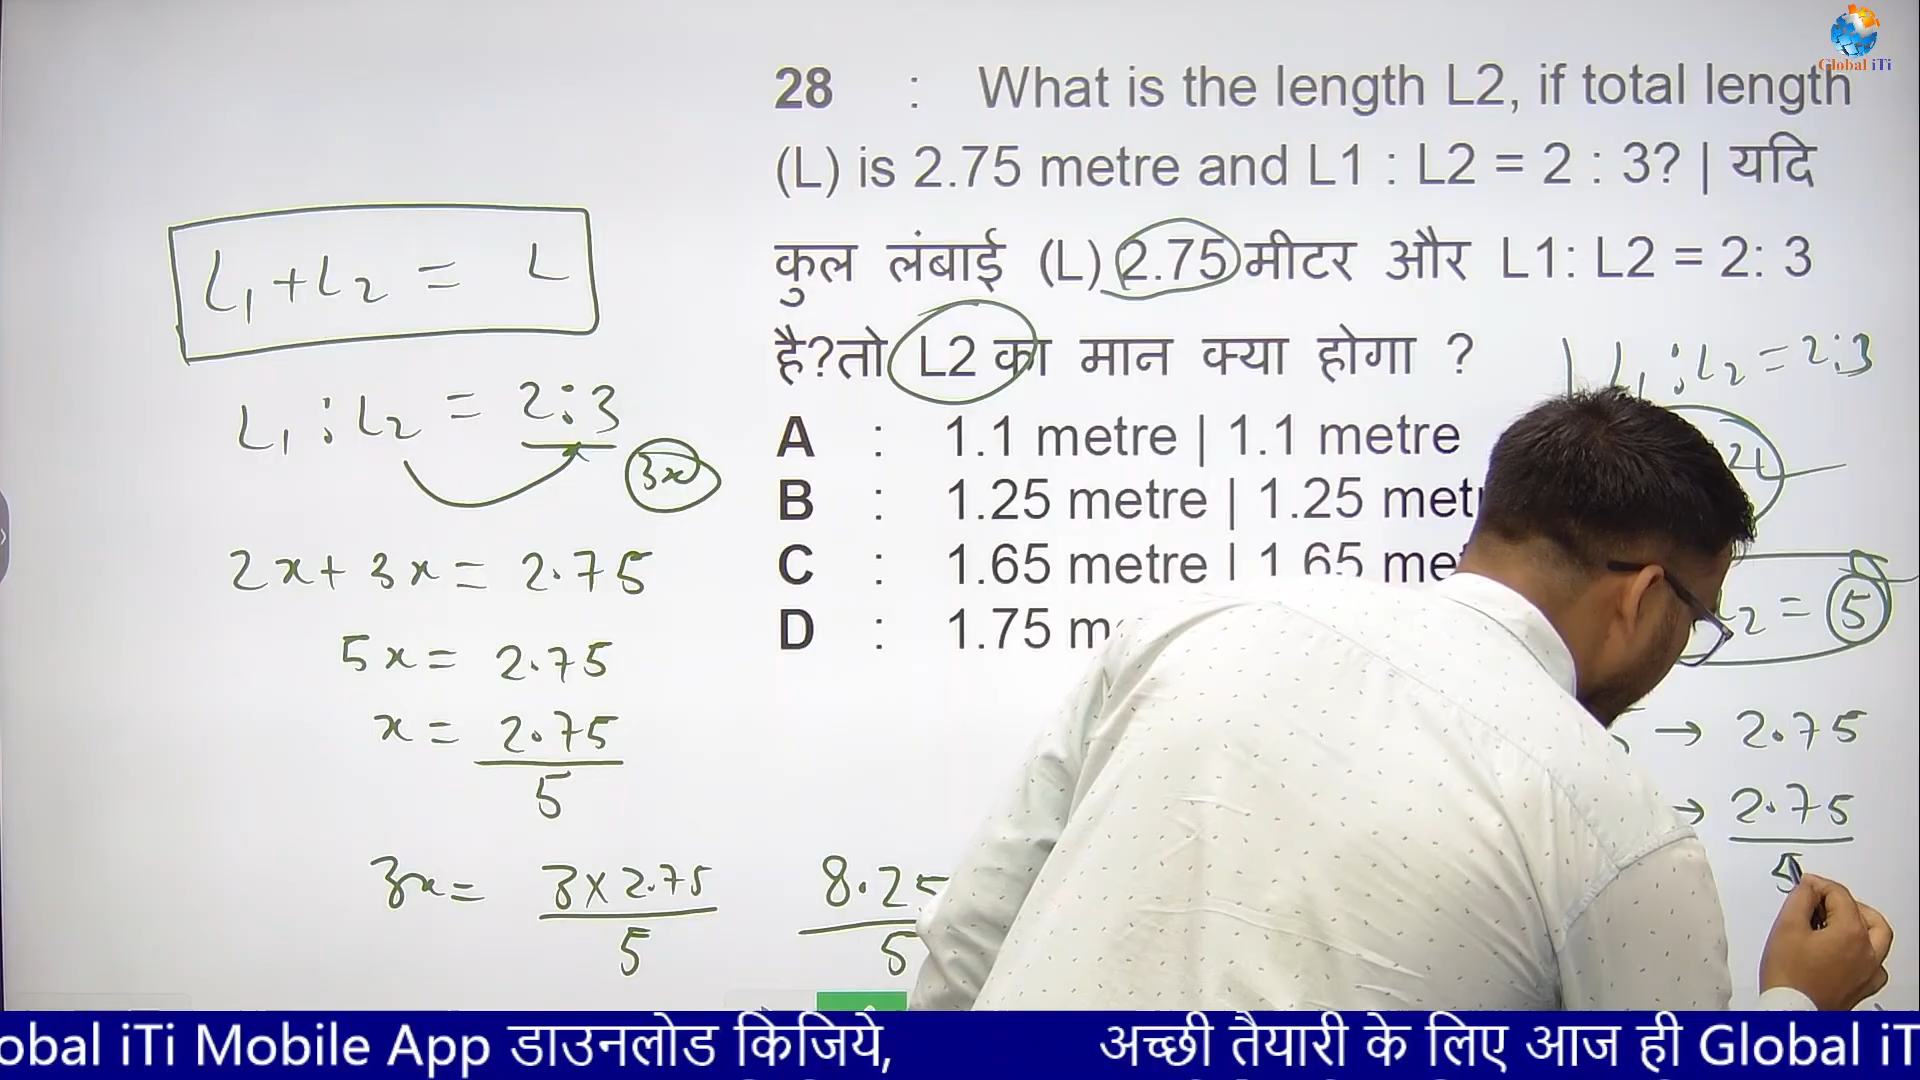 Global iTi
28 : What is the length L2, if total length
(L) is 2.75 metre and L1 : L2 = 2 : 3? | यदि
कुल लंबाई (L) 2.75 मीटर और L1: L2 = 2: 3
है?तो L2 का मान क्या होगा ?
A : 1.1 metre | 1.1 metre
B : 1.25 metre | 1.25 met
C : 1.65 metre | 1.65 me
D : 1.75 m
L₁+L₂ = L
L₁:L₂ = 2:3
3x
2x+3x = 2.75
5x = 2.75
x = 2.75
5
3x = 3×2.75
5
8.25
5
L₁:L₂ = 2:3
L₂ = 5
→ 2.75
→ 2.75
5
obal iTi Mobile App डाउनलोड किजिये, अच्छी तैयारी के लिए आज ही Global iT